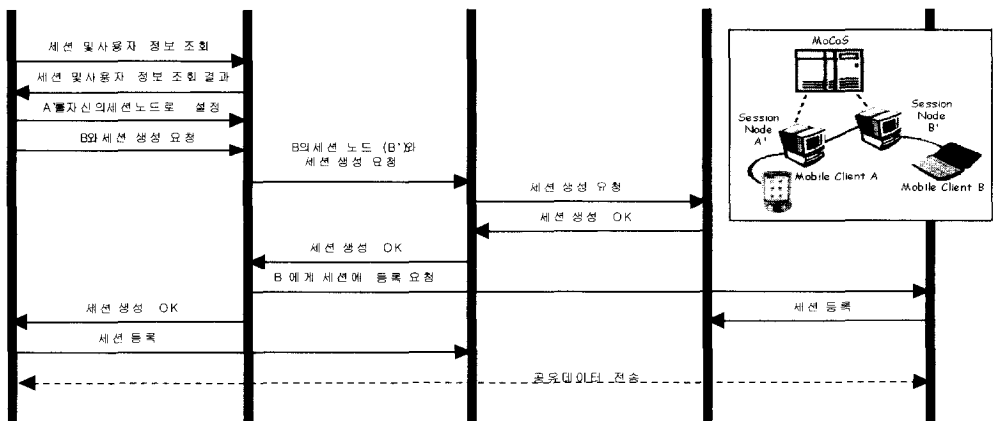 세션 및사용자 정보 조회
세션 및사용자 정보 조회 결과
A'를자신의세션노드로 설정
B와 세션 생성 요청
B의세션 노드 (B')와
세션 생성 요청
세션 생성 요청
세션 생성 OK
세션 생성 OK
B 에게 세션에 등록 요청
세션 생성 OK
세션 등록
세션 등록
공유데이터 전송
MoCoS
Session
Node
A'
Session
Node
B'
Mobile Client A
Mobile Client B